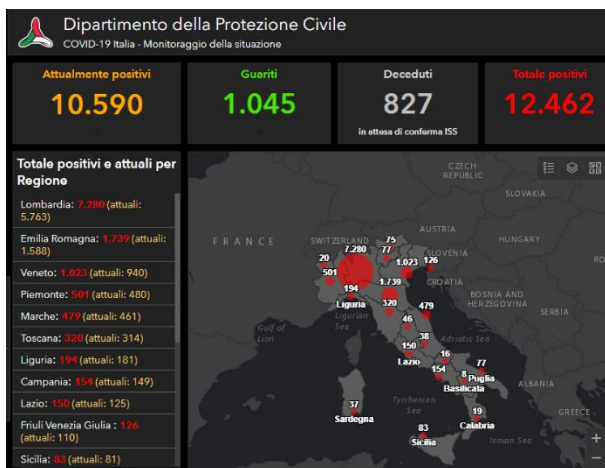 Dipartimento della Protezione Civile
COVID-19 Italia - Monitoraggio della situazione
Attualmente positivi
10.590
Guariti
1.045
Deceduti
827
in attesa di conferma ISS
Totale positivi
12.462
Totale positivi e attuali per
Regione
Lombardia: 7.280 (attuali:
5.763)
Emilia Romagna: 1.739 (attuali:
1.588)
Veneto: 1.023 (attuali: 940)
Piemonte: 501 (attuali: 480)
Marche: 479 (attuali: 461)
Toscana: 320 (attuali: 314)
Liguria: 194 (attuali: 181)
Campania: 154 (attuali: 149)
Lazio: 150 (attuali: 125)
Friuli Venezia Giulia : 126
(attuali: 110)
Sicilia: 83 (attuali: 81)
CZECH
REPUBLIC
SLOVAKIA
AUSTRIA
FRANCE
SWITZERLAND
75
HUNGARY
7.280
77
SLOVENIA
20
1.023
126
501
1.739
CROATIA
194
Liguria
320
BOSNIA AND
HERZEGOVINA
479
SERBIA
Ligurian
Sea
46
Gulf of
Lion
38
Adriatic Sea
150
Lazio
16
154
8
77
Puglia
Basilicata
ALBANIA
37
Sardegna
Tyrrhenian
Sea
19
Calabria
GREECE
83
Sicilia
Ionian Sea
+
−